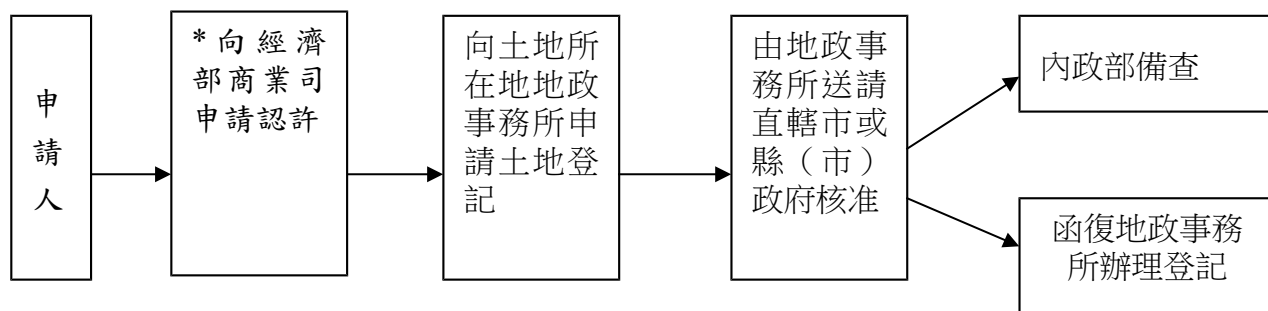 申
請
人
*向經濟
部商業司
申請認許
向土地所
在地地政
事務所申
請土地登
記
由地政事
務所送請
直轄市或
縣（市）
政府核准
內政部備查
函復地政事務
所辦理登記